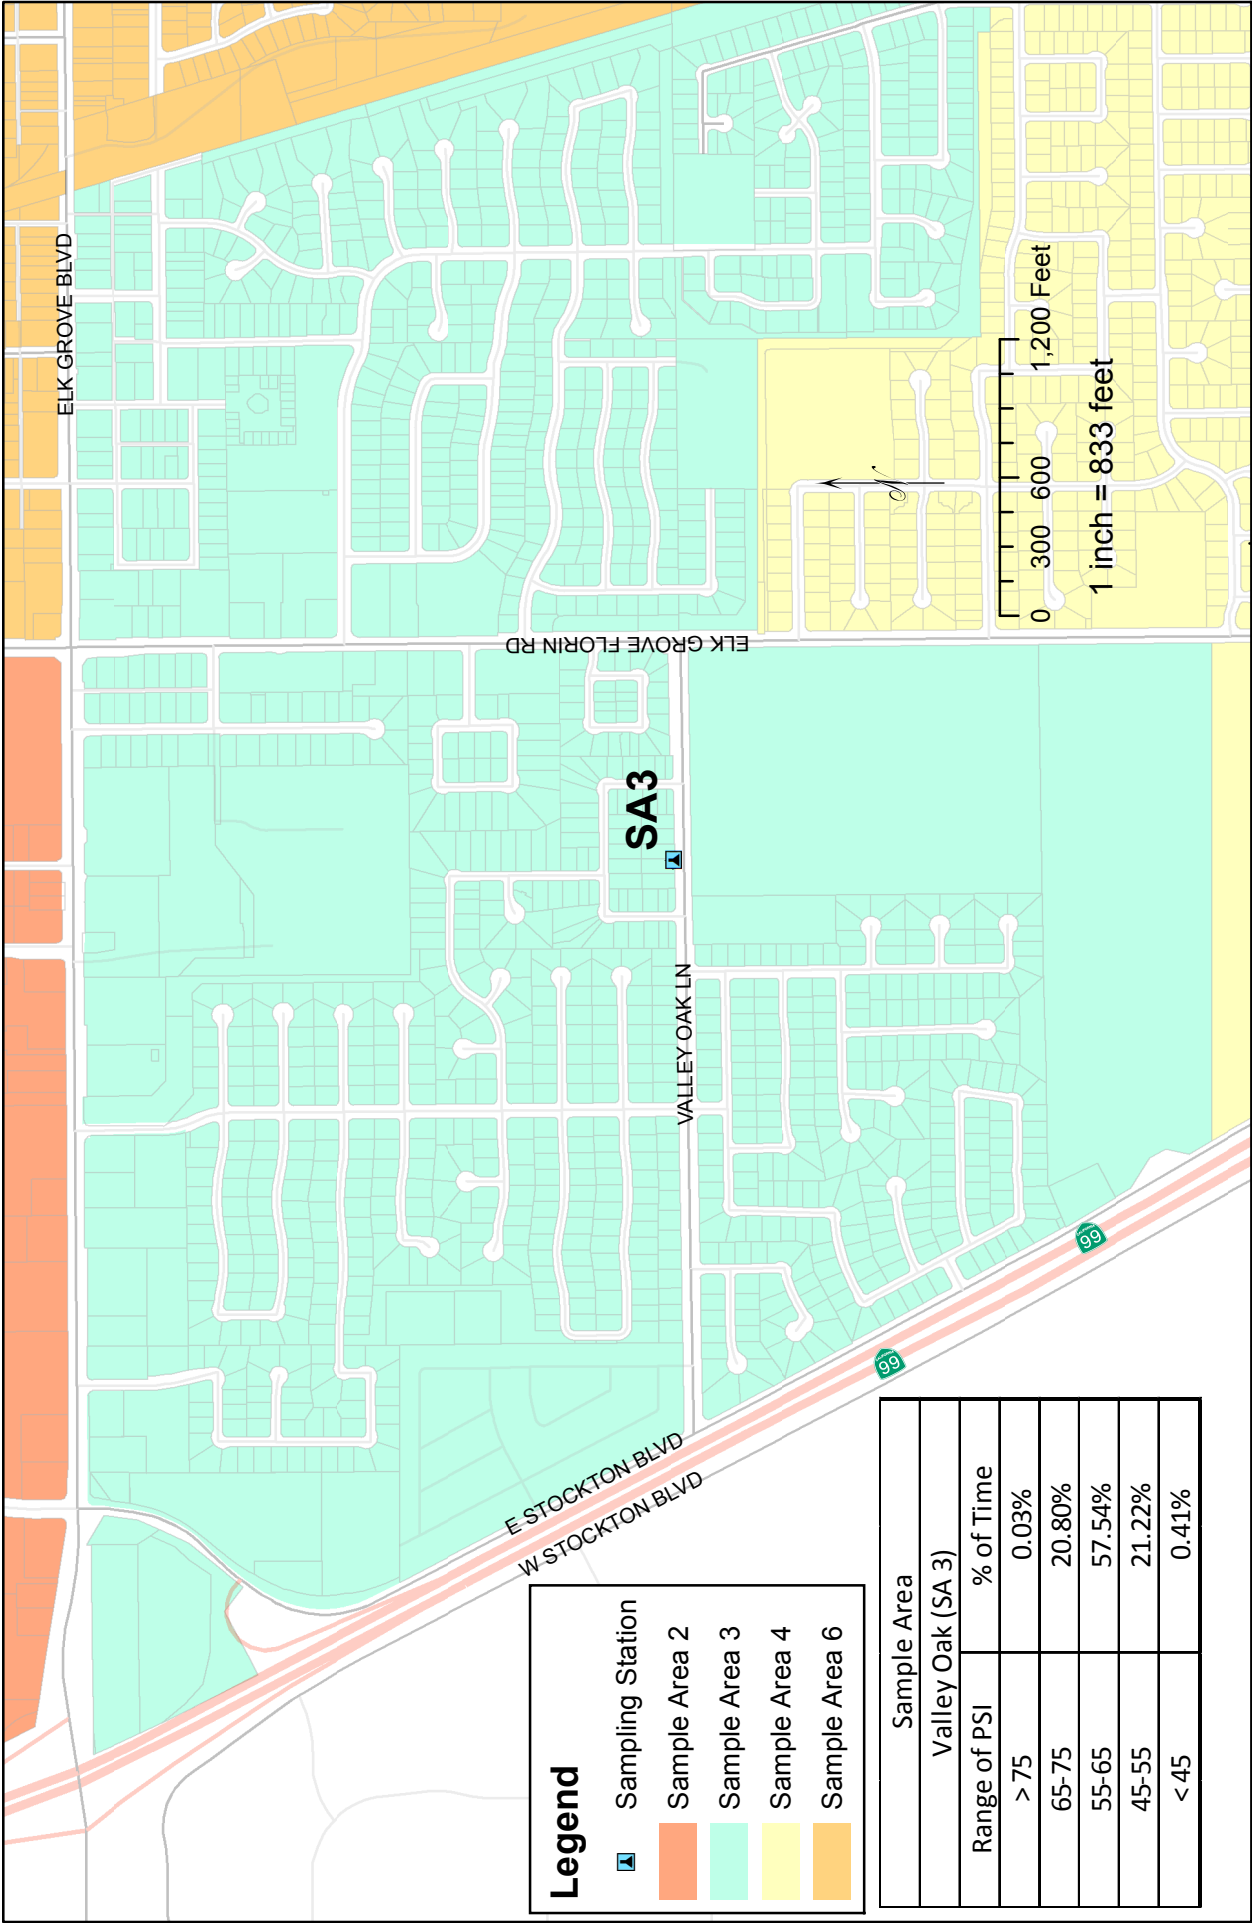 ELK GROVE BLVD
ELK GROVE FLORIN RD
SA3
VALLEY OAK LN
E STOCKTON BLVD
W STOCKTON BLVD
99
99
N
0 300 600 1,200 Feet
1 inch = 833 feet
Legend
Sampling Station
Sample Area 2
Sample Area 3
Sample Area 4
Sample Area 6
Sample Area
Valley Oak (SA 3)
Range of PSI % of Time
> 75 0.03%
65-75 20.80%
55-65 57.54%
45-55 21.22%
< 45 0.41%